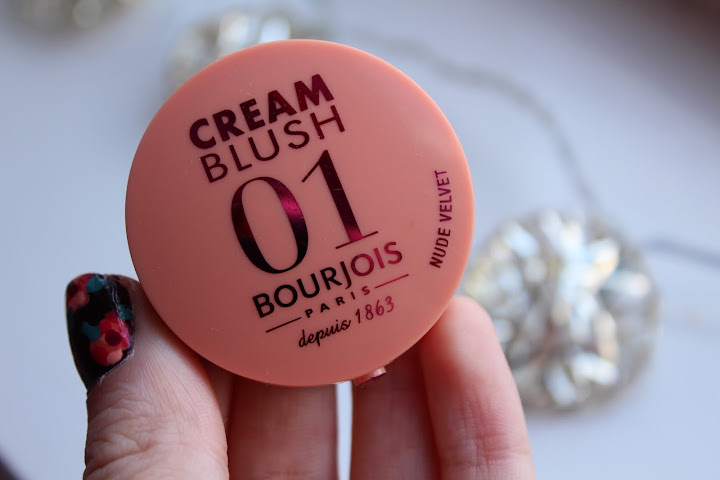 CREAM
BLUSH
01
BOURJOIS
PARIS
depuis 1863
NUDE VELVET